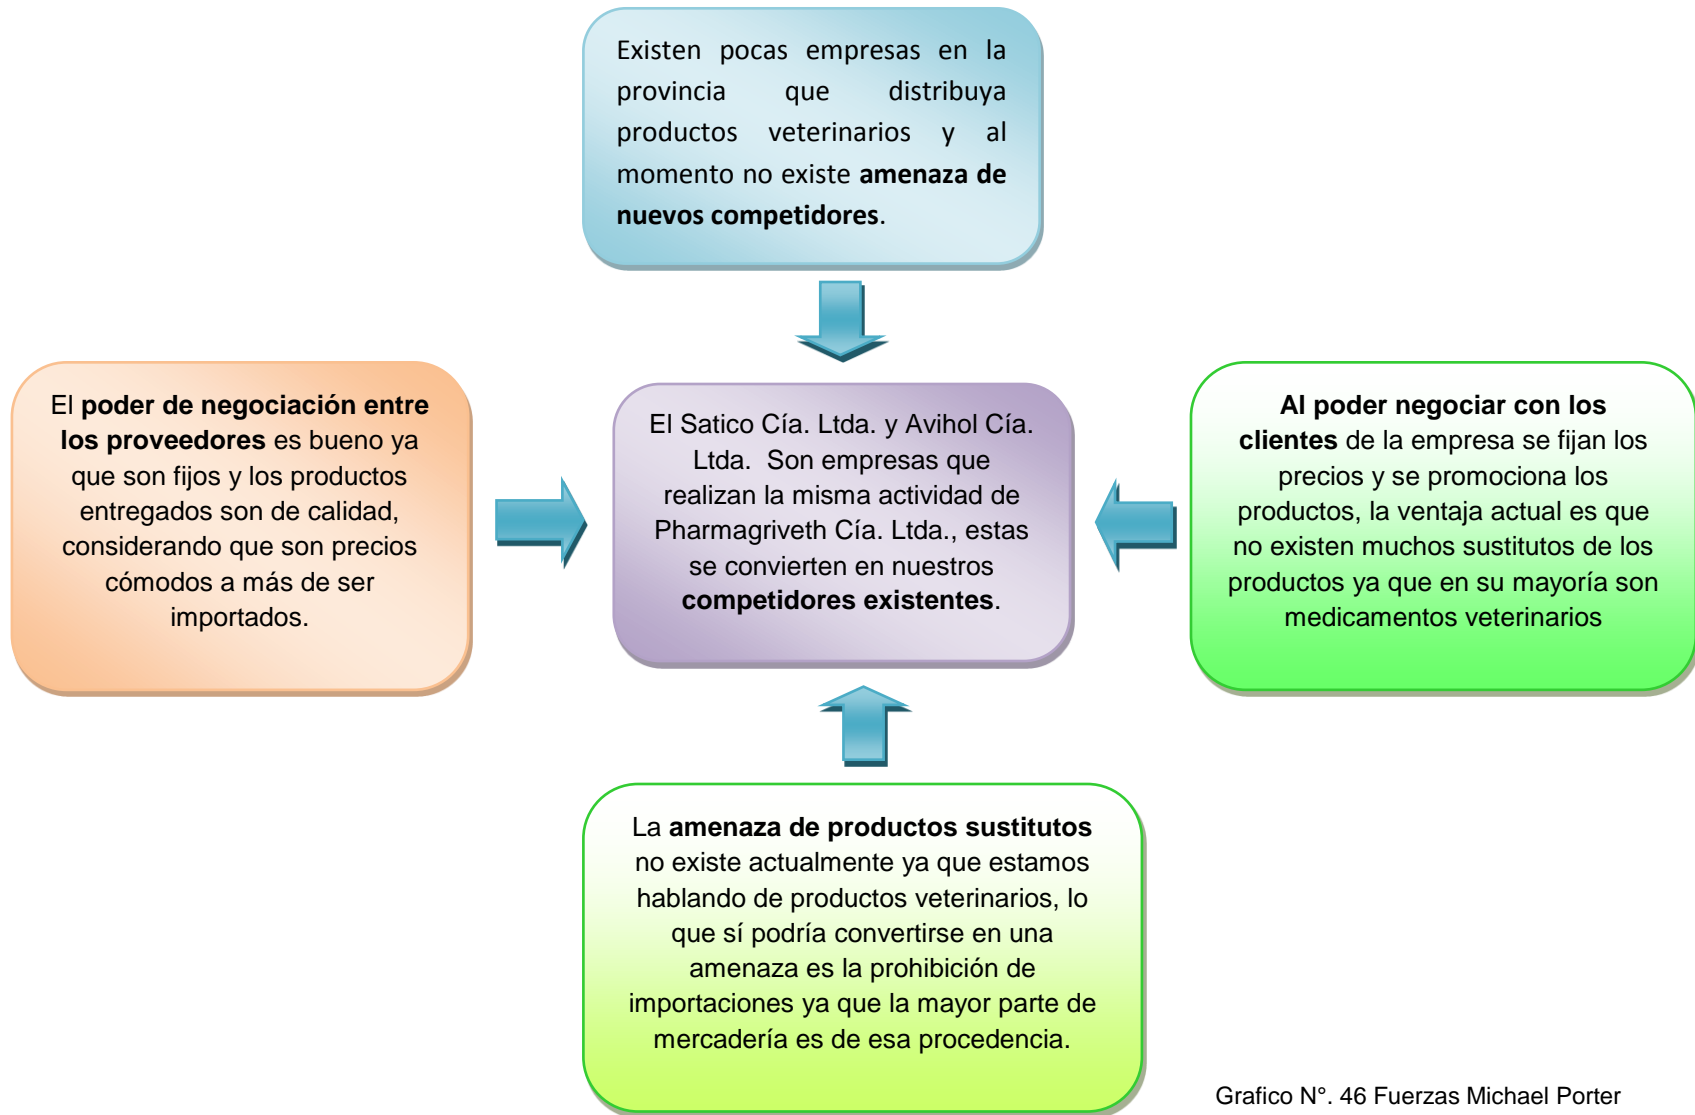 Existen pocas empresas en la
provincia que distribuya
productos veterinarios y al
momento no existe amenaza de
nuevos competidores.
El poder de negociación entre
los proveedores es bueno ya
que son fijos y los productos
entregados son de calidad,
considerando que son precios
cómodos a más de ser
importados.
El Satico Cía. Ltda. y Avihol Cía.
Ltda. Son empresas que
realizan la misma actividad de
Pharmagriveth Cía. Ltda., estas
se convierten en nuestros
competidores existentes.
Al poder negociar con los
clientes de la empresa se fijan los
precios y se promociona los
productos, la ventaja actual es que
no existen muchos sustitutos de los
productos ya que en su mayoría son
medicamentos veterinarios
La amenaza de productos sustitutos
no existe actualmente ya que estamos
hablando de productos veterinarios, lo
que sí podría convertirse en una
amenaza es la prohibición de
importaciones ya que la mayor parte de
mercadería es de esa procedencia.
Grafico N°. 46 Fuerzas Michael Porter